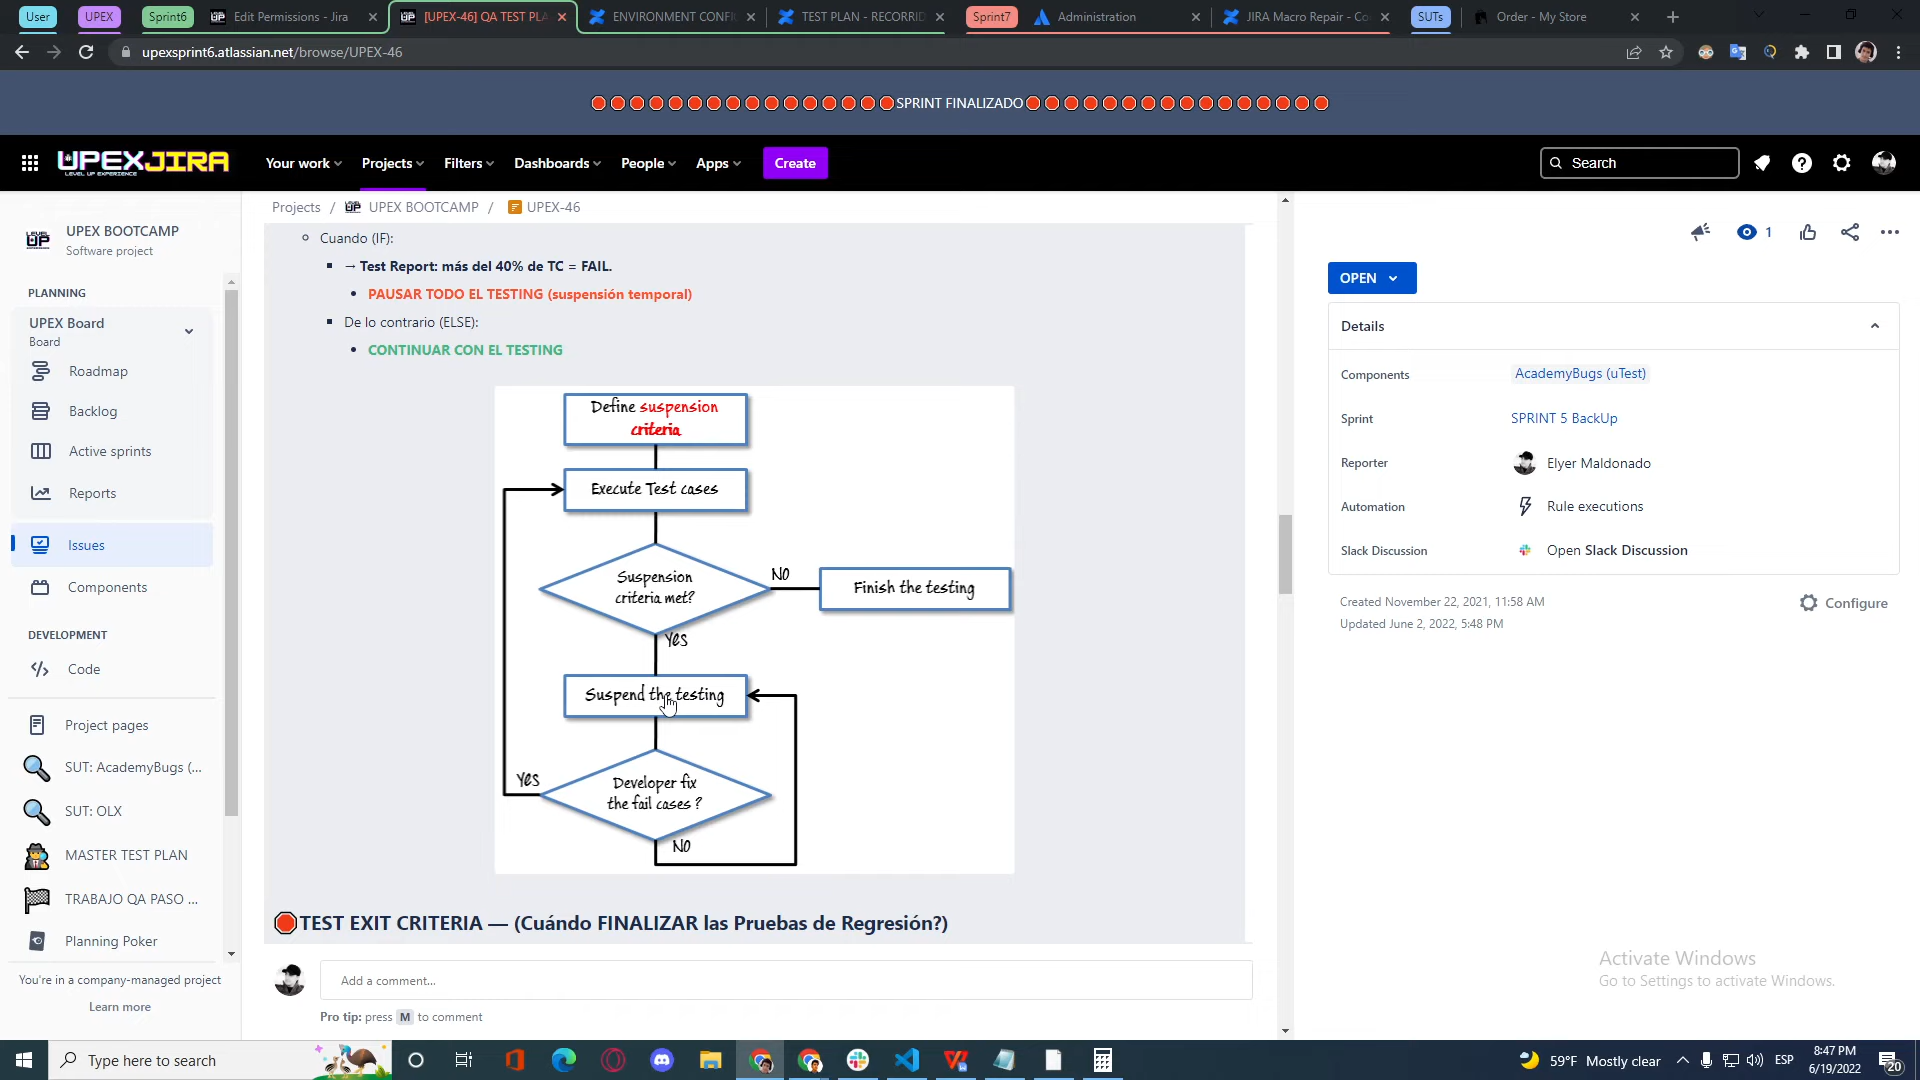 User
UPEX
Sprint6
Edit Permissions - Jira
[UPEX-46] QA TEST PLA
ENVIRONMENT CONFI
TEST PLAN - RECORRID
Sprint7
Administration
JIRA Macro Repair - Co
SUTs
Order - My Store
upexsprint6.atlassian.net/browse/UPEX-46
SPRINT FINALIZADO
UPEXJIRA
LEVEL UP EXPERIENCE
Your work
Projects
Filters
Dashboards
People
Apps
Create
Search
UPEX BOOTCAMP
Software project
PLANNING
UPEX Board
Board
Roadmap
Backlog
Active sprints
Reports
Issues
Components
DEVELOPMENT
Code
Project pages
SUT: AcademyBugs (...
SUT: OLX
MASTER TEST PLAN
TRABAJO QA PASO ...
Planning Poker
You're in a company-managed project
Learn more
Projects / UPEX BOOTCAMP / UPEX-46
Cuando (IF):
→ Test Report: más del 40% de TC = FAIL.
PAUSAR TODO EL TESTING (suspensión temporal)
De lo contrario (ELSE):
CONTINUAR CON EL TESTING
Define suspension
criteria
Execute Test cases
Suspension
criteria met?
NO
Finish the testing
Yes
Suspend the testing
Yes
Developer fix
the fail cases ?
NO
TEST EXIT CRITERIA — (Cuándo FINALIZAR las Pruebas de Regresión?)
Add a comment...
Pro tip: press M to comment
1
OPEN
Details
Components
AcademyBugs (uTest)
Sprint
SPRINT 5 BackUp
Reporter
Elyer Maldonado
Automation
Rule executions
Slack Discussion
Open Slack Discussion
Created November 22, 2021, 11:58 AM
Updated June 2, 2022, 5:48 PM
Configure
Activate Windows
Go to Settings to activate Windows.
Type here to search
59°F Mostly clear
ESP
8:47 PM
6/19/2022
20